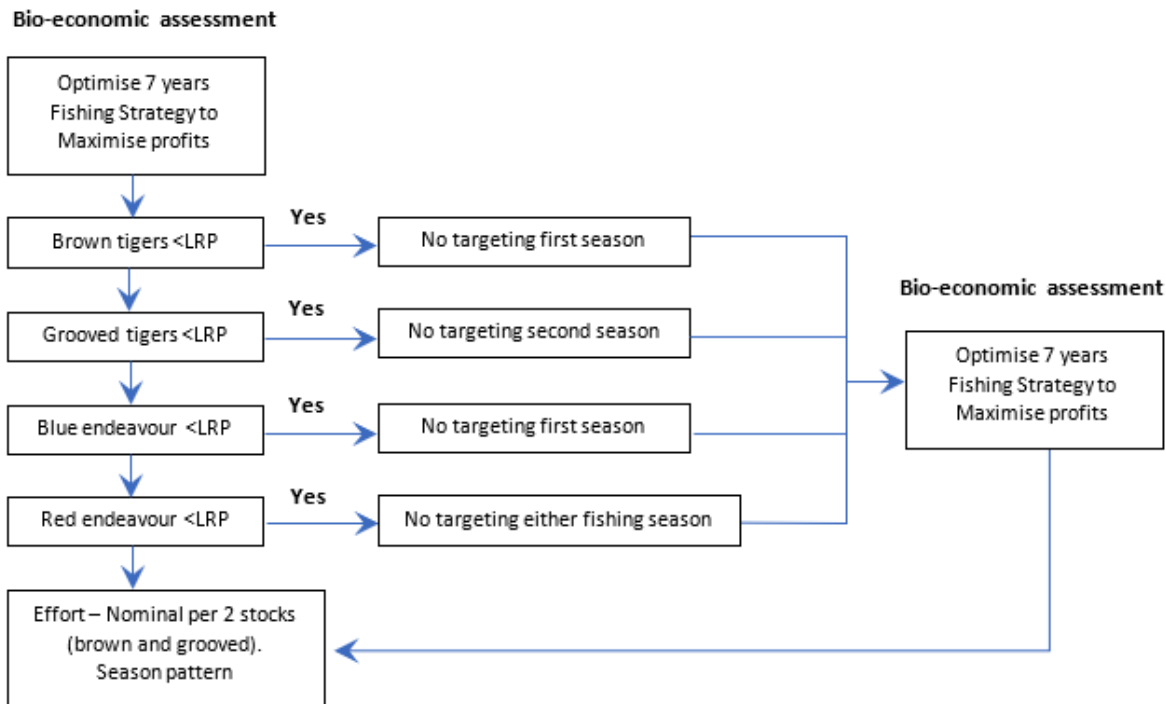 Bio-economic assessment
Optimise 7 years
Fishing Strategy to
Maximise profits
Brown tigers <LRP
Yes
No targeting first season
Grooved tigers <LRP
Yes
No targeting second season
Blue endeavour <LRP
Yes
No targeting first season
Red endeavour <LRP
Yes
No targeting either fishing season
Bio-economic assessment
Optimise 7 years
Fishing Strategy to
Maximise profits
Effort – Nominal per 2 stocks
(brown and grooved).
Season pattern